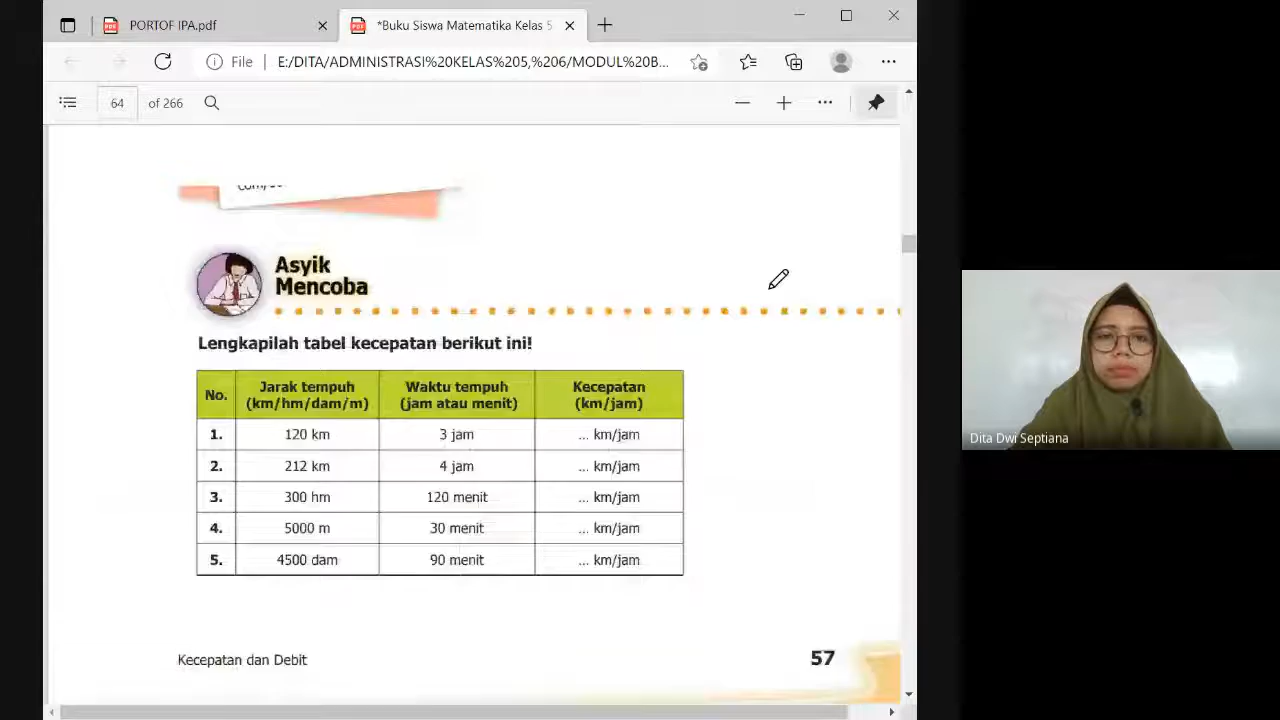 PORTOF IPA.pdf
*Buku Siswa Matematika Kelas 5
File
E:/DITA/ADMINISTRASI%20KELAS%205,%206/MODUL%20B...
64 of 266
Asyik
Mencoba
Lengkapilah tabel kecepatan berikut ini!
No. Jarak tempuh (km/hm/dam/m) Waktu tempuh (jam atau menit) Kecepatan (km/jam)
1. 120 km 3 jam ... km/jam
2. 212 km 4 jam ... km/jam
3. 300 hm 120 menit ... km/jam
4. 5000 m 30 menit ... km/jam
5. 4500 dam 90 menit ... km/jam
Kecepatan dan Debit
57
Dita Dwi Septiana